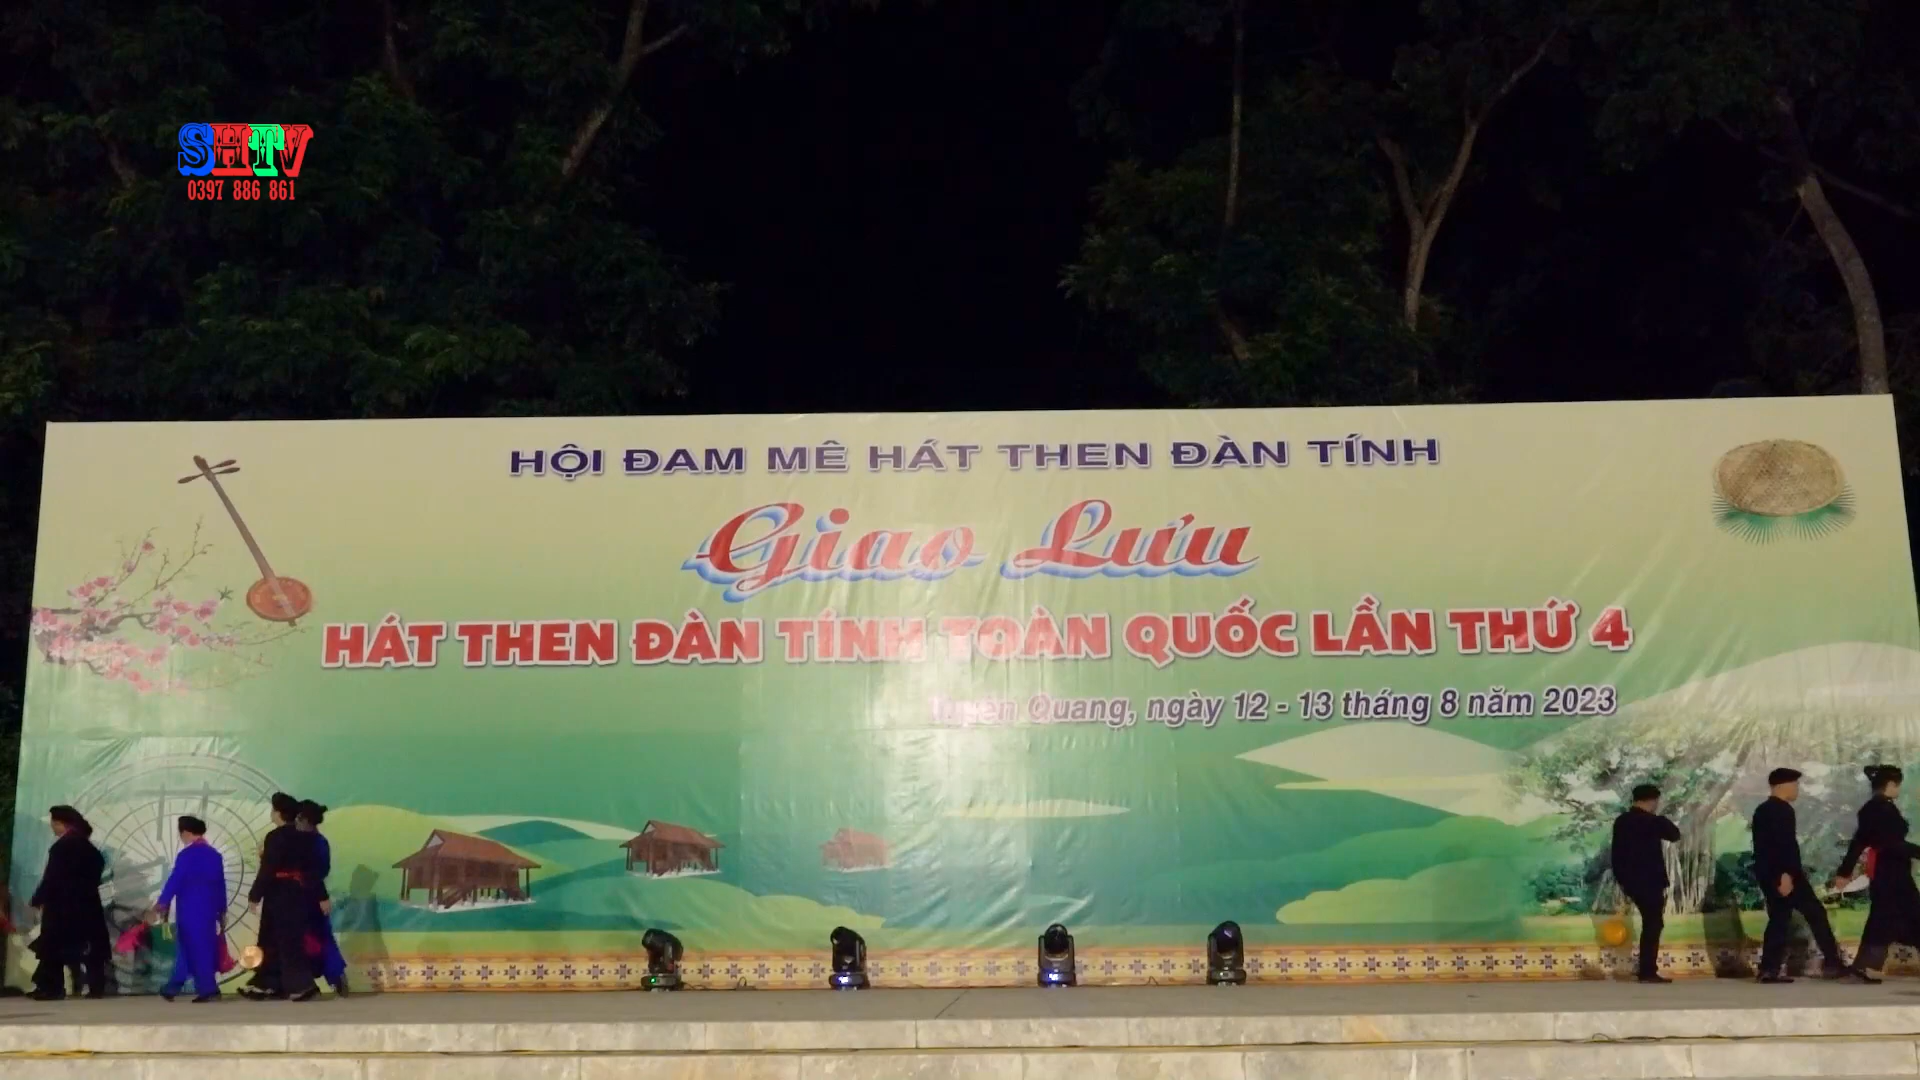 SHTV
0397 886 861
HỘI ĐAM MÊ HÁT THEN ĐÀN TÍNH
Giao Lưu
HÁT THEN ĐÀN TÍNH TOÀN QUỐC LẦN THỨ 4
Tuyên Quang, ngày 12 - 13 tháng 8 năm 2023